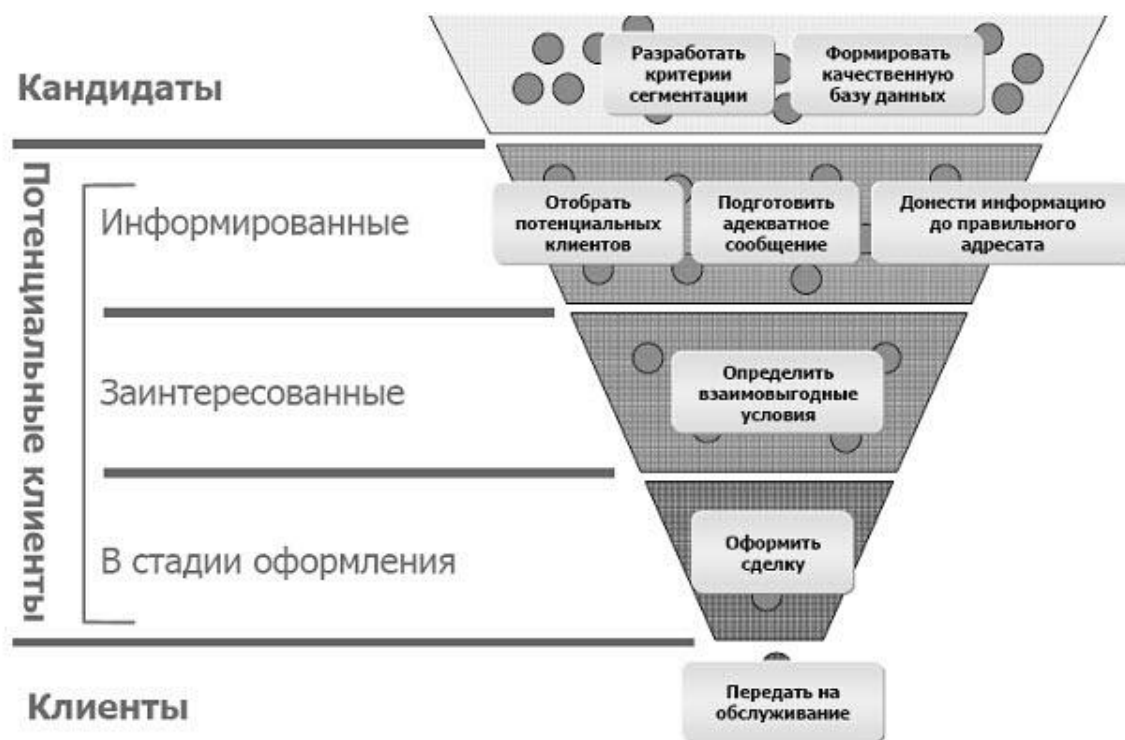 Кандидаты
Разработать
критерии
сегментации
Формировать
качественную
базу данных
Потенциальные клиенты
Информированные
Отобрать
потенциальных
клиентов
Подготовить
адекватное
сообщение
Донести информацию
до правильного
адресата
Заинтересованные
Определить
взаимовыгодные
условия
В стадии оформления
Оформить
сделку
Клиенты
Передать на
обслуживание